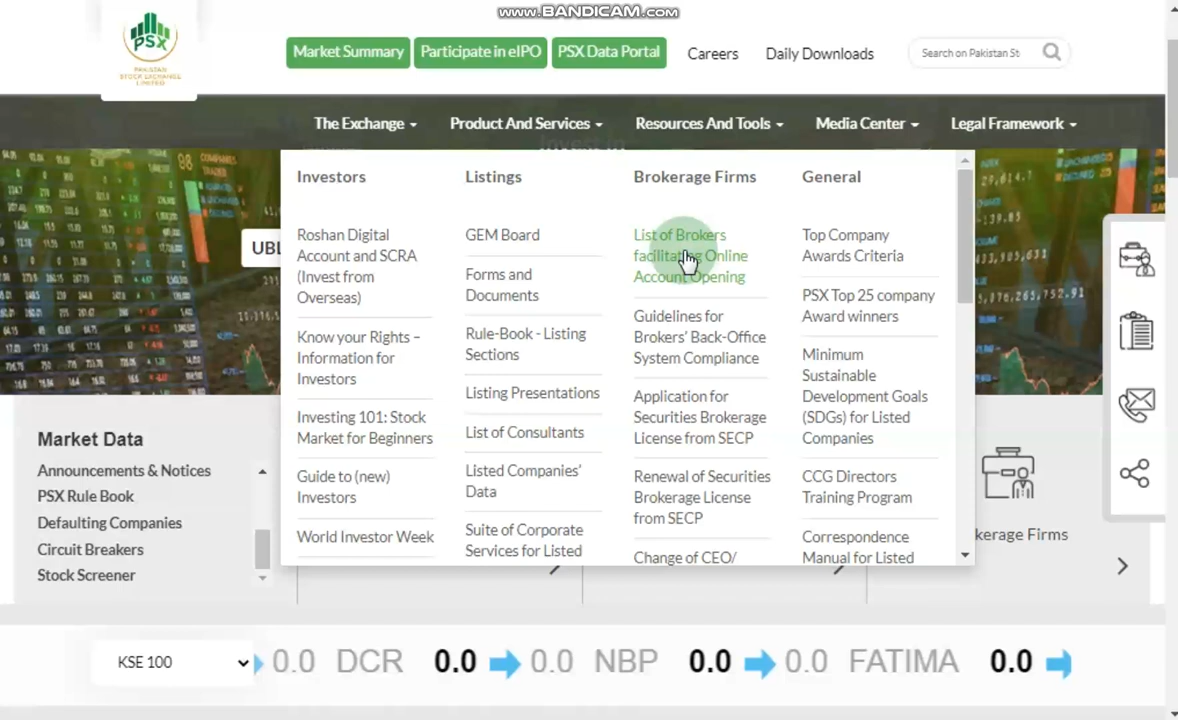 www.BANDICAM.com
PSX
PAKISTAN
STOCK EXCHANGE
LIMITED
Market Summary
Participate in eIPO
PSX Data Portal
Careers
Daily Downloads
Search on Pakistan St
The Exchange
Product And Services
Resources And Tools
Media Center
Legal Framework
Investors
Roshan Digital
Account and SCRA
(Invest from
Overseas)
Know your Rights –
Information for
Investors
Investing 101: Stock
Market for Beginners
Guide to (new)
Investors
World Investor Week
Listings
GEM Board
Forms and
Documents
Rule-Book - Listing
Sections
Listing Presentations
List of Consultants
Listed Companies'
Data
Suite of Corporate
Services for Listed
Brokerage Firms
List of Brokers
facilitating Online
Account Opening
Guidelines for
Brokers' Back-Office
System Compliance
Application for
Securities Brokerage
License from SECP
Renewal of Securities
Brokerage License
from SECP
Change of CEO/
General
Top Company
Awards Criteria
PSX Top 25 company
Award winners
Minimum
Sustainable
Development Goals
(SDGs) for Listed
Companies
CCG Directors
Training Program
Correspondence
Manual for Listed
UBL
Market Data
Announcements & Notices
PSX Rule Book
Defaulting Companies
Circuit Breakers
Stock Screener
kerage Firms
KSE 100
0.0 DCR 0.0 0.0 NBP 0.0 0.0 FATIMA 0.0